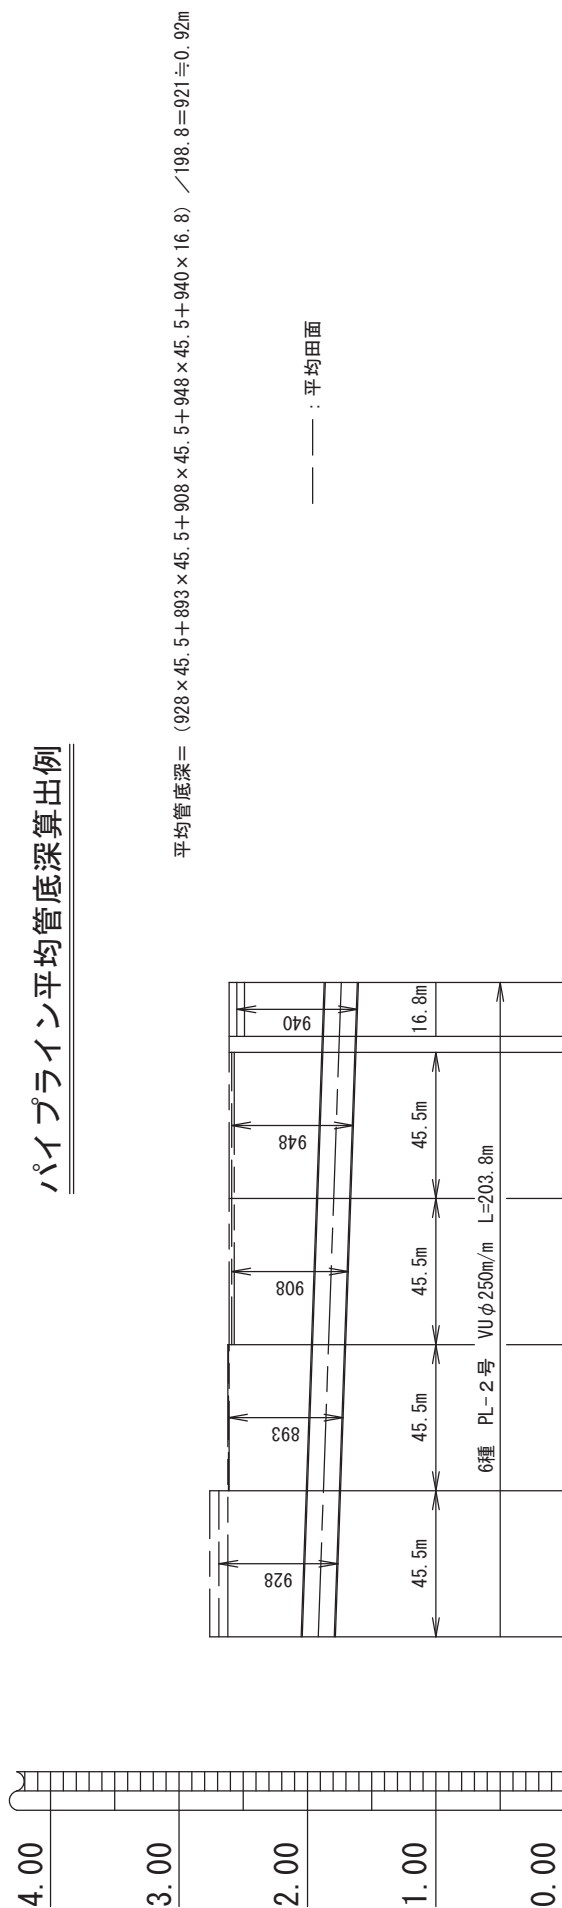 パイプライン平均管底深算出例
平均管底深＝（928×45.5＋893×45.5＋908×45.5＋948×45.5＋940×16.8）／198.8＝921≒0.92m
—— —— ：平均田面
4.00
3.00
2.00
1.00
0.00
928
893
908
948
940
45.5m
45.5m
45.5m
45.5m
16.8m
6種 PL-２号 VUφ250m/m L=203.8m